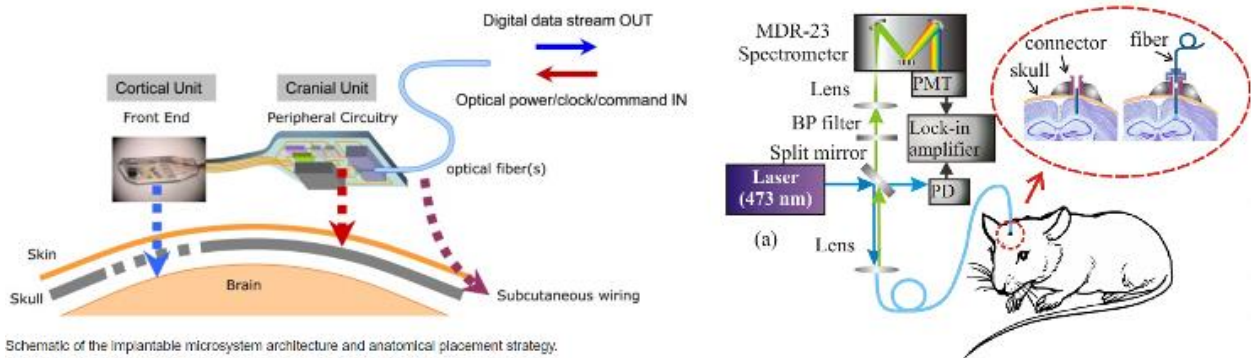 Digital data stream OUT
Cortical Unit
Cranial Unit
Front End
Peripheral Circuitry
Optical power/clock/command IN
optical fiber(s)
Skin
Skull
Brain
Subcutaneous wiring
Schematic of the implantable microsystem architecture and anatomical placement strategy.
MDR-23
Spectrometer
PMT
Lens
BP filter
Lock-in
amplifier
Split mirror
Laser
(473 nm)
PD
(a)
Lens
connector
fiber
skull